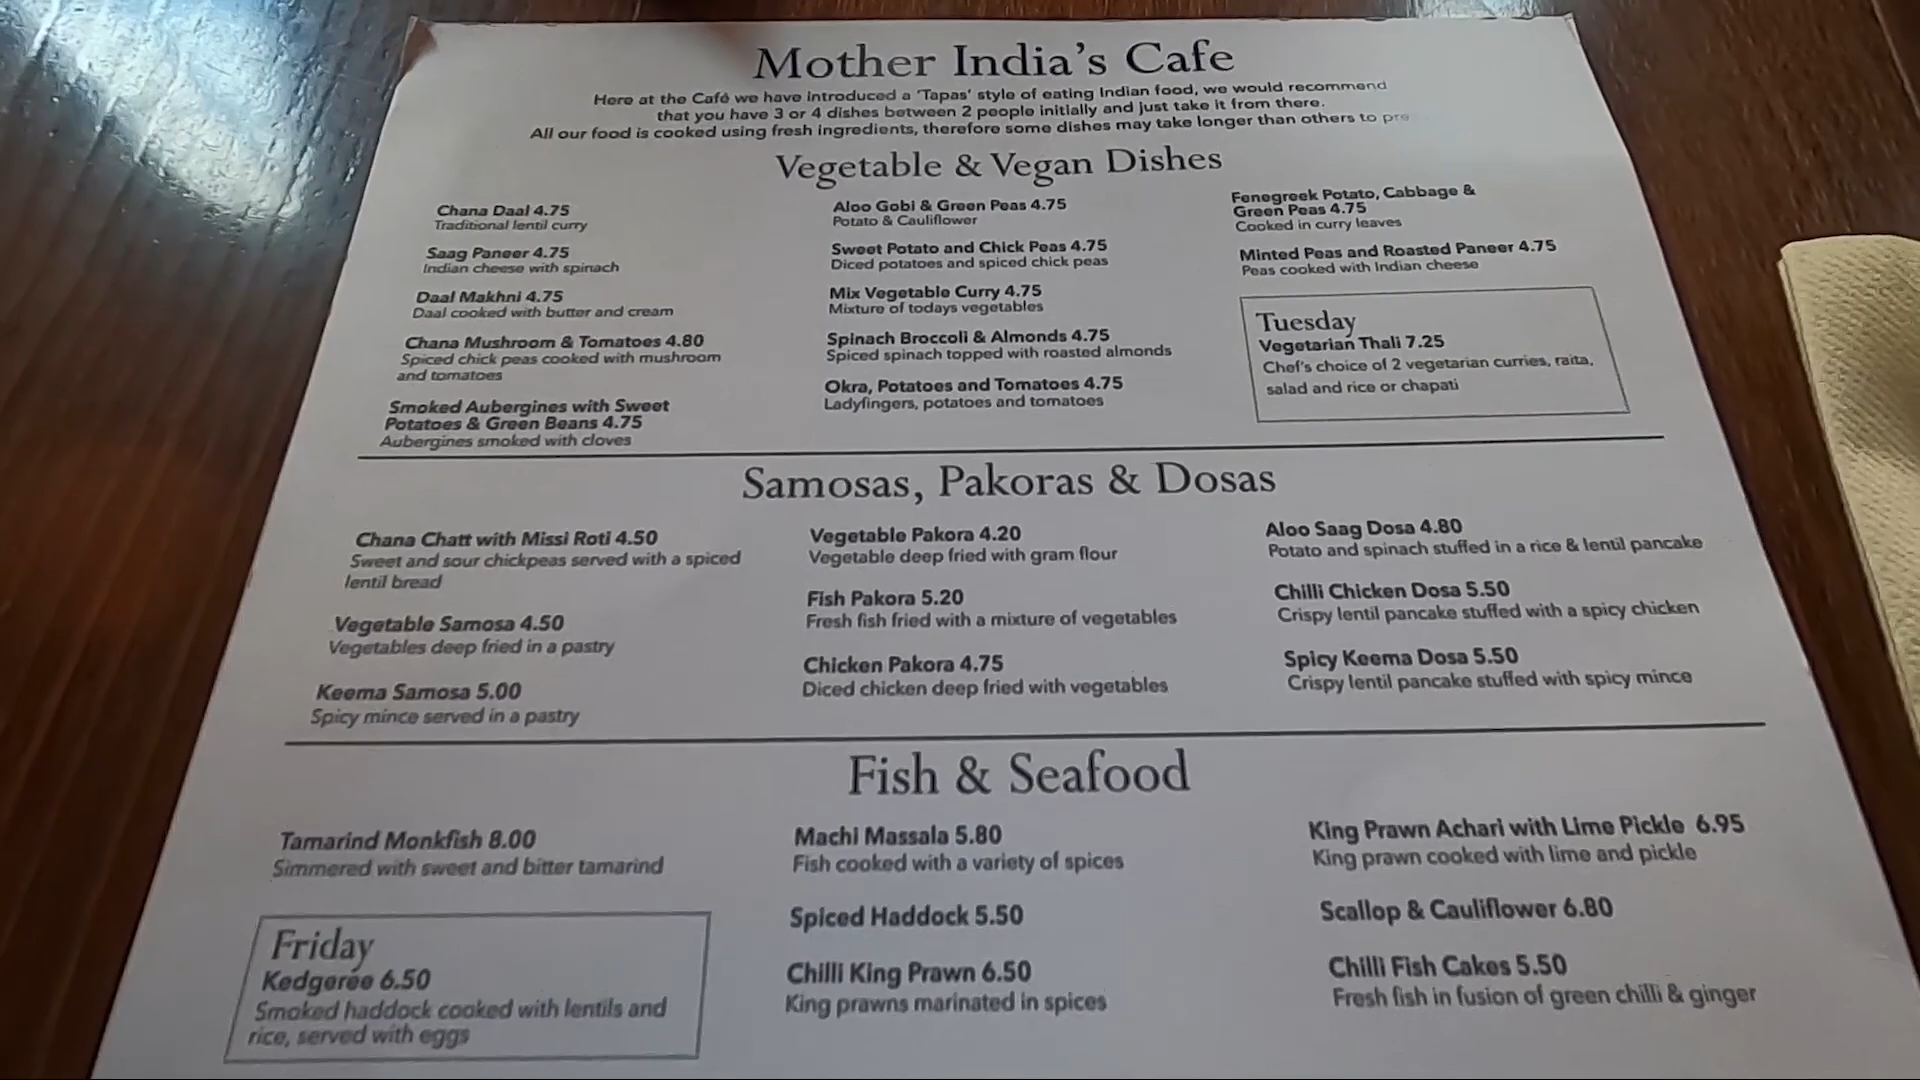 Mother India's Cafe
Here at the Café we have introduced a 'Tapas' style of eating Indian food, we would recommend
that you have 3 or 4 dishes between 2 people initially and just take it from there.
All our food is cooked using fresh ingredients, therefore some dishes may take longer than others to
Vegetable & Vegan Dishes
Chana Daal 4.75
Traditional lentil curry
Saag Paneer 4.75
Indian cheese with spinach
Daal Makhni 4.75
Daal cooked with butter and cream
Chana Mushroom & Tomatoes 4.80
Spiced chick peas cooked with mushroom
and tomatoes
Smoked Aubergines with Sweet
Potatoes & Green Beans 4.75
Aubergines smoked with cloves
Aloo Gobi & Green Peas 4.75
Potato & Cauliflower
Sweet Potato and Chick Peas 4.75
Diced potatoes and spiced chick peas
Mix Vegetable Curry 4.75
Mixture of todays vegetables
Spinach Broccoli & Almonds 4.75
Spiced spinach topped with roasted almonds
Okra, Potatoes and Tomatoes 4.75
Ladyfingers, potatoes and tomatoes
Fenegreek Potato, Cabbage &
Green Peas 4.75
Cooked in curry leaves
Minted Peas and Roasted Paneer 4.75
Peas cooked with Indian cheese
Tuesday
Vegetarian Thali 7.25
Chef's choice of 2 vegetarian curries, raita,
salad and rice or chapati
Samosas, Pakoras & Dosas
Chana Chatt with Missi Roti 4.50
Sweet and sour chickpeas served with a spiced
lentil bread
Vegetable Samosa 4.50
Vegetables deep fried in a pastry
Keema Samosa 5.00
Spicy mince served in a pastry
Vegetable Pakora 4.20
Vegetable deep fried with gram flour
Fish Pakora 5.20
Fresh fish fried with a mixture of vegetables
Chicken Pakora 4.75
Diced chicken deep fried with vegetables
Aloo Saag Dosa 4.80
Potato and spinach stuffed in a rice & lentil pancake
Chilli Chicken Dosa 5.50
Crispy lentil pancake stuffed with a spicy chicken
Spicy Keema Dosa 5.50
Crispy lentil pancake stuffed with spicy mince
Fish & Seafood
Tamarind Monkfish 8.00
Simmered with sweet and bitter tamarind
Friday
Kedgerée 6.50
Smoked haddock cooked with lentils and
rice, served with eggs
Machi Massala 5.80
Fish cooked with a variety of spices
Spiced Haddock 5.50
Chilli King Prawn 6.50
King prawns marinated in spices
King Prawn Achari with Lime Pickle 6.95
King prawn cooked with lime and pickle
Scallop & Cauliflower 6.80
Chilli Fish Cakes 5.50
Fresh fish in fusion of green chilli & ginger